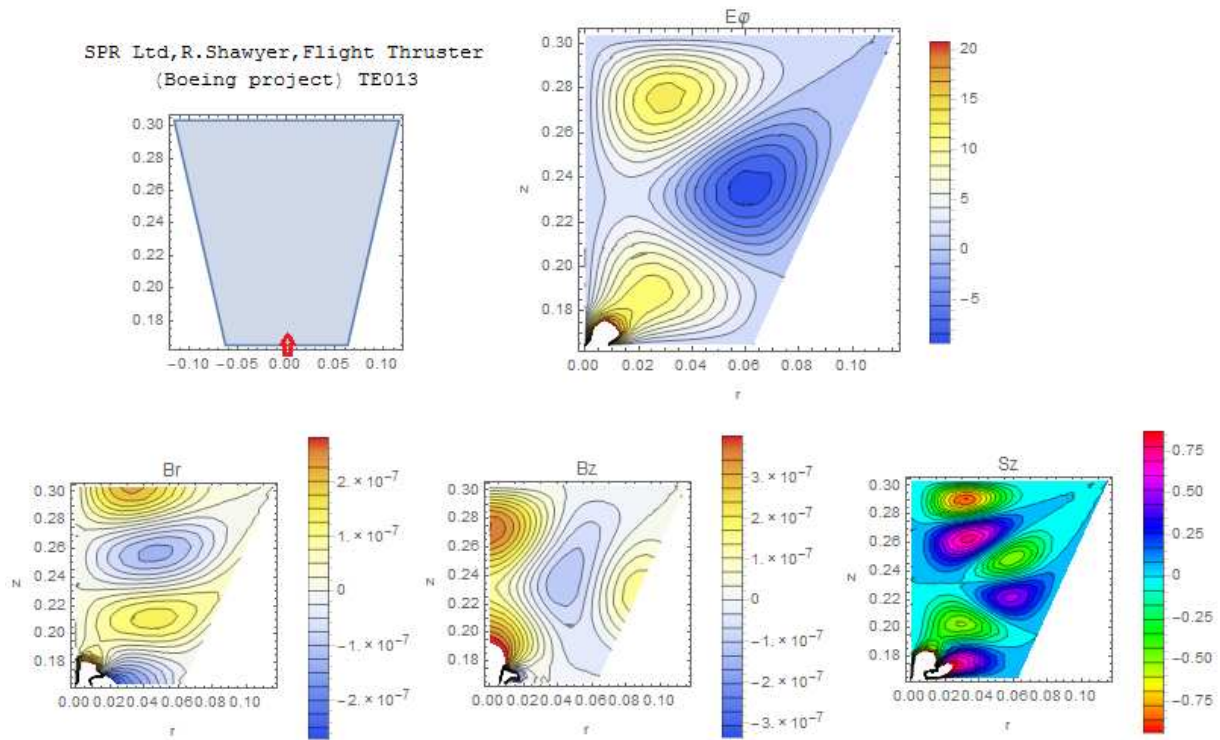 SPR Ltd,R.Shawyer,Flight Thruster
(Boeing project) TE013
0.30
0.28
0.26
0.24
0.22
0.20
0.18
z
-0.10 -0.05 0.00 0.05 0.10
Eφ
0.30
0.28
0.26
0.24
0.22
0.20
0.18
z
0.00 0.02 0.04 0.06 0.08 0.10
r
20
15
10
5
0
-5
Br
0.30
0.28
0.26
0.22
0.20
0.18
z
0.00 0.02 0.04 0.06 0.08 0.10
r
2. × 10⁻⁷
1. × 10⁻⁷
0
-1. × 10⁻⁷
-2. × 10⁻⁷
Bz
0.30
0.28
0.26
0.22
0.20
0.18
z
0.00 0.02 0.04 0.06 0.08 0.10
r
3. × 10⁻⁷
2. × 10⁻⁷
1. × 10⁻⁷
0
-1. × 10⁻⁷
-2. × 10⁻⁷
-3. × 10⁻⁷
Sz
0.30
0.28
0.26
0.22
0.20
0.18
z
0.00 0.02 0.04 0.06 0.08 0.10
r
0.75
0.50
0.25
0
-0.25
-0.50
-0.75